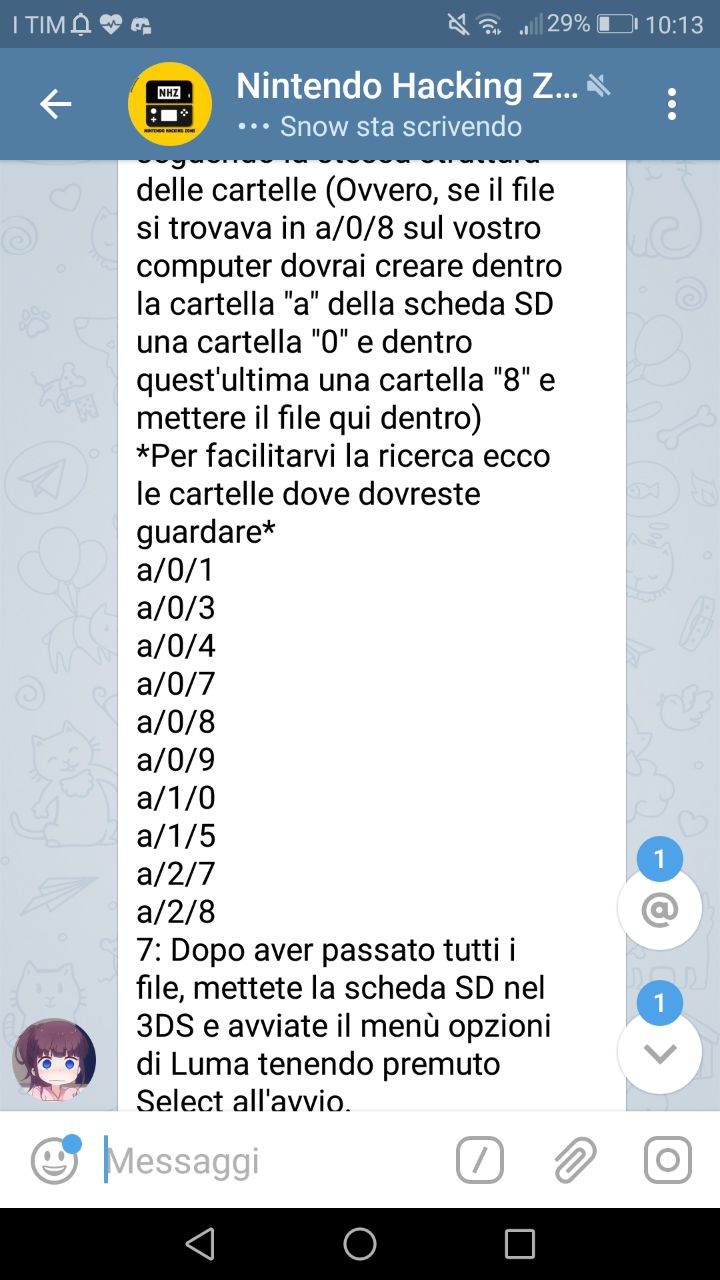 I TIM
29%
10:13
NHZ
NINTENDO HACKING ZONE
Nintendo Hacking Z...
Snow sta scrivendo
seguendo la stessa struttura
delle cartelle (Ovvero, se il file
si trovava in a/0/8 sul vostro
computer dovrai creare dentro
la cartella "a" della scheda SD
una cartella "0" e dentro
quest'ultima una cartella "8" e
mettere il file qui dentro)
*Per facilitarvi la ricerca ecco
le cartelle dove dovreste
guardare*
a/0/1
a/0/3
a/0/4
a/0/7
a/0/8
a/0/9
a/1/0
a/1/5
a/2/7
a/2/8
7: Dopo aver passato tutti i
file, mettete la scheda SD nel
3DS e avviate il menù opzioni
di Luma tenendo premuto
Select all'avvio.
1
@
1
Messaggi
/